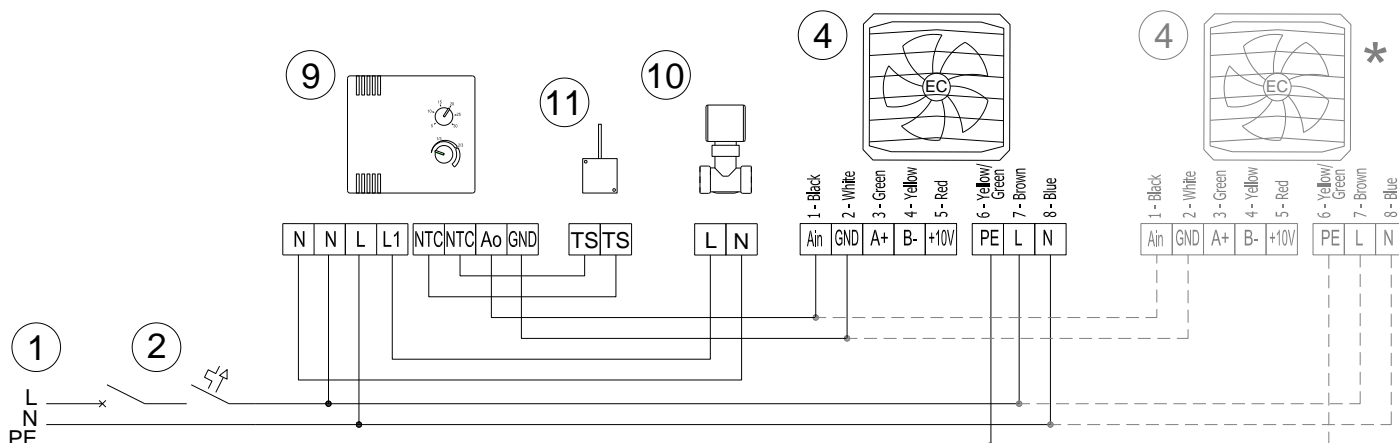 4
4
*
9
10
11
EC
EC
1 - Black
2 - White
3 - Green
4 - Yellow
5 - Red
6 - Yellow/
Green
7 - Brown
8 - Blue
1 - Black
2 - White
3 - Green
4 - Yellow
5 - Red
6 - Yellow/
Green
7 - Brown
8 - Blue
N N L L1 NTC NTC Ao GND TS TS L N Ain GND A+ B- +10V PE L N Ain GND A+ B- +10V PE L N
1
2
L
N
PE